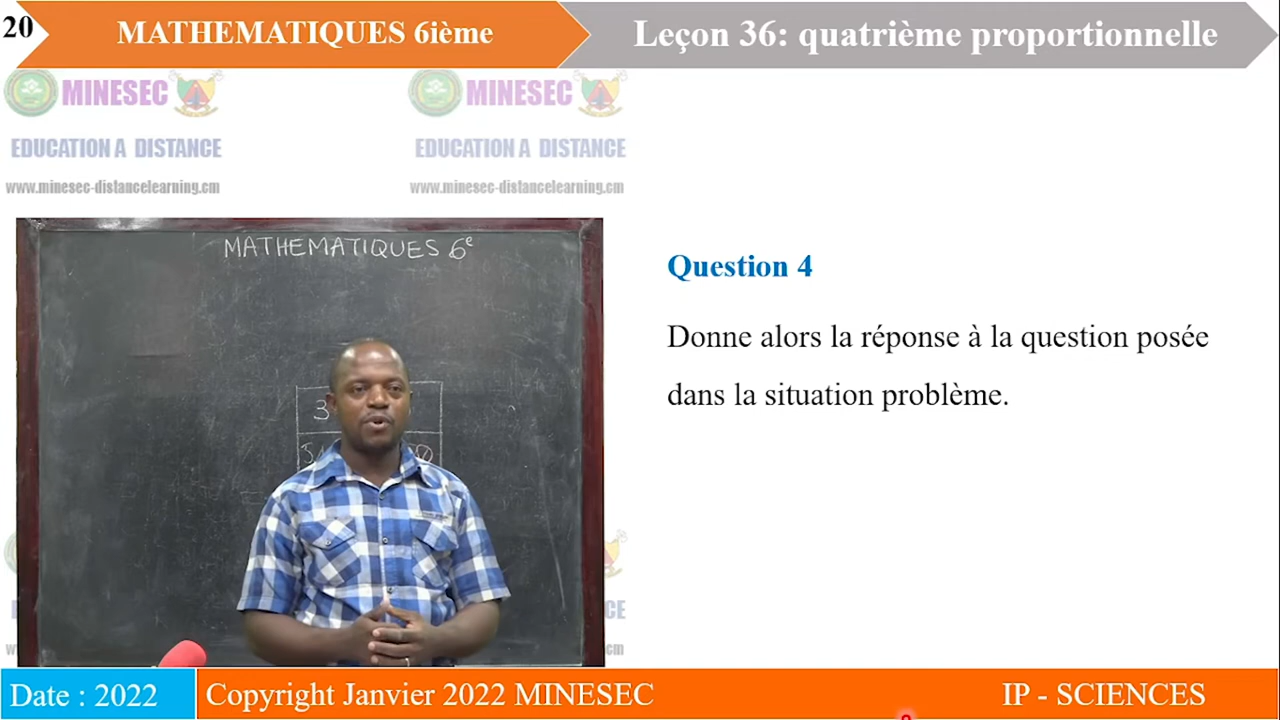 20
MATHEMATIQUES 6ième
Leçon 36: quatrième proportionnelle
MINESEC
MINESEC
EDUCATION A DISTANCE
EDUCATION A DISTANCE
www.minesec-distancelearning.cm
www.minesec-distancelearning.cm
MATHEMATIQUES 6e
3
Question 4
Donne alors la réponse à la question posée
dans la situation problème.
Date : 2022
Copyright Janvier 2022 MINESEC
IP - SCIENCES